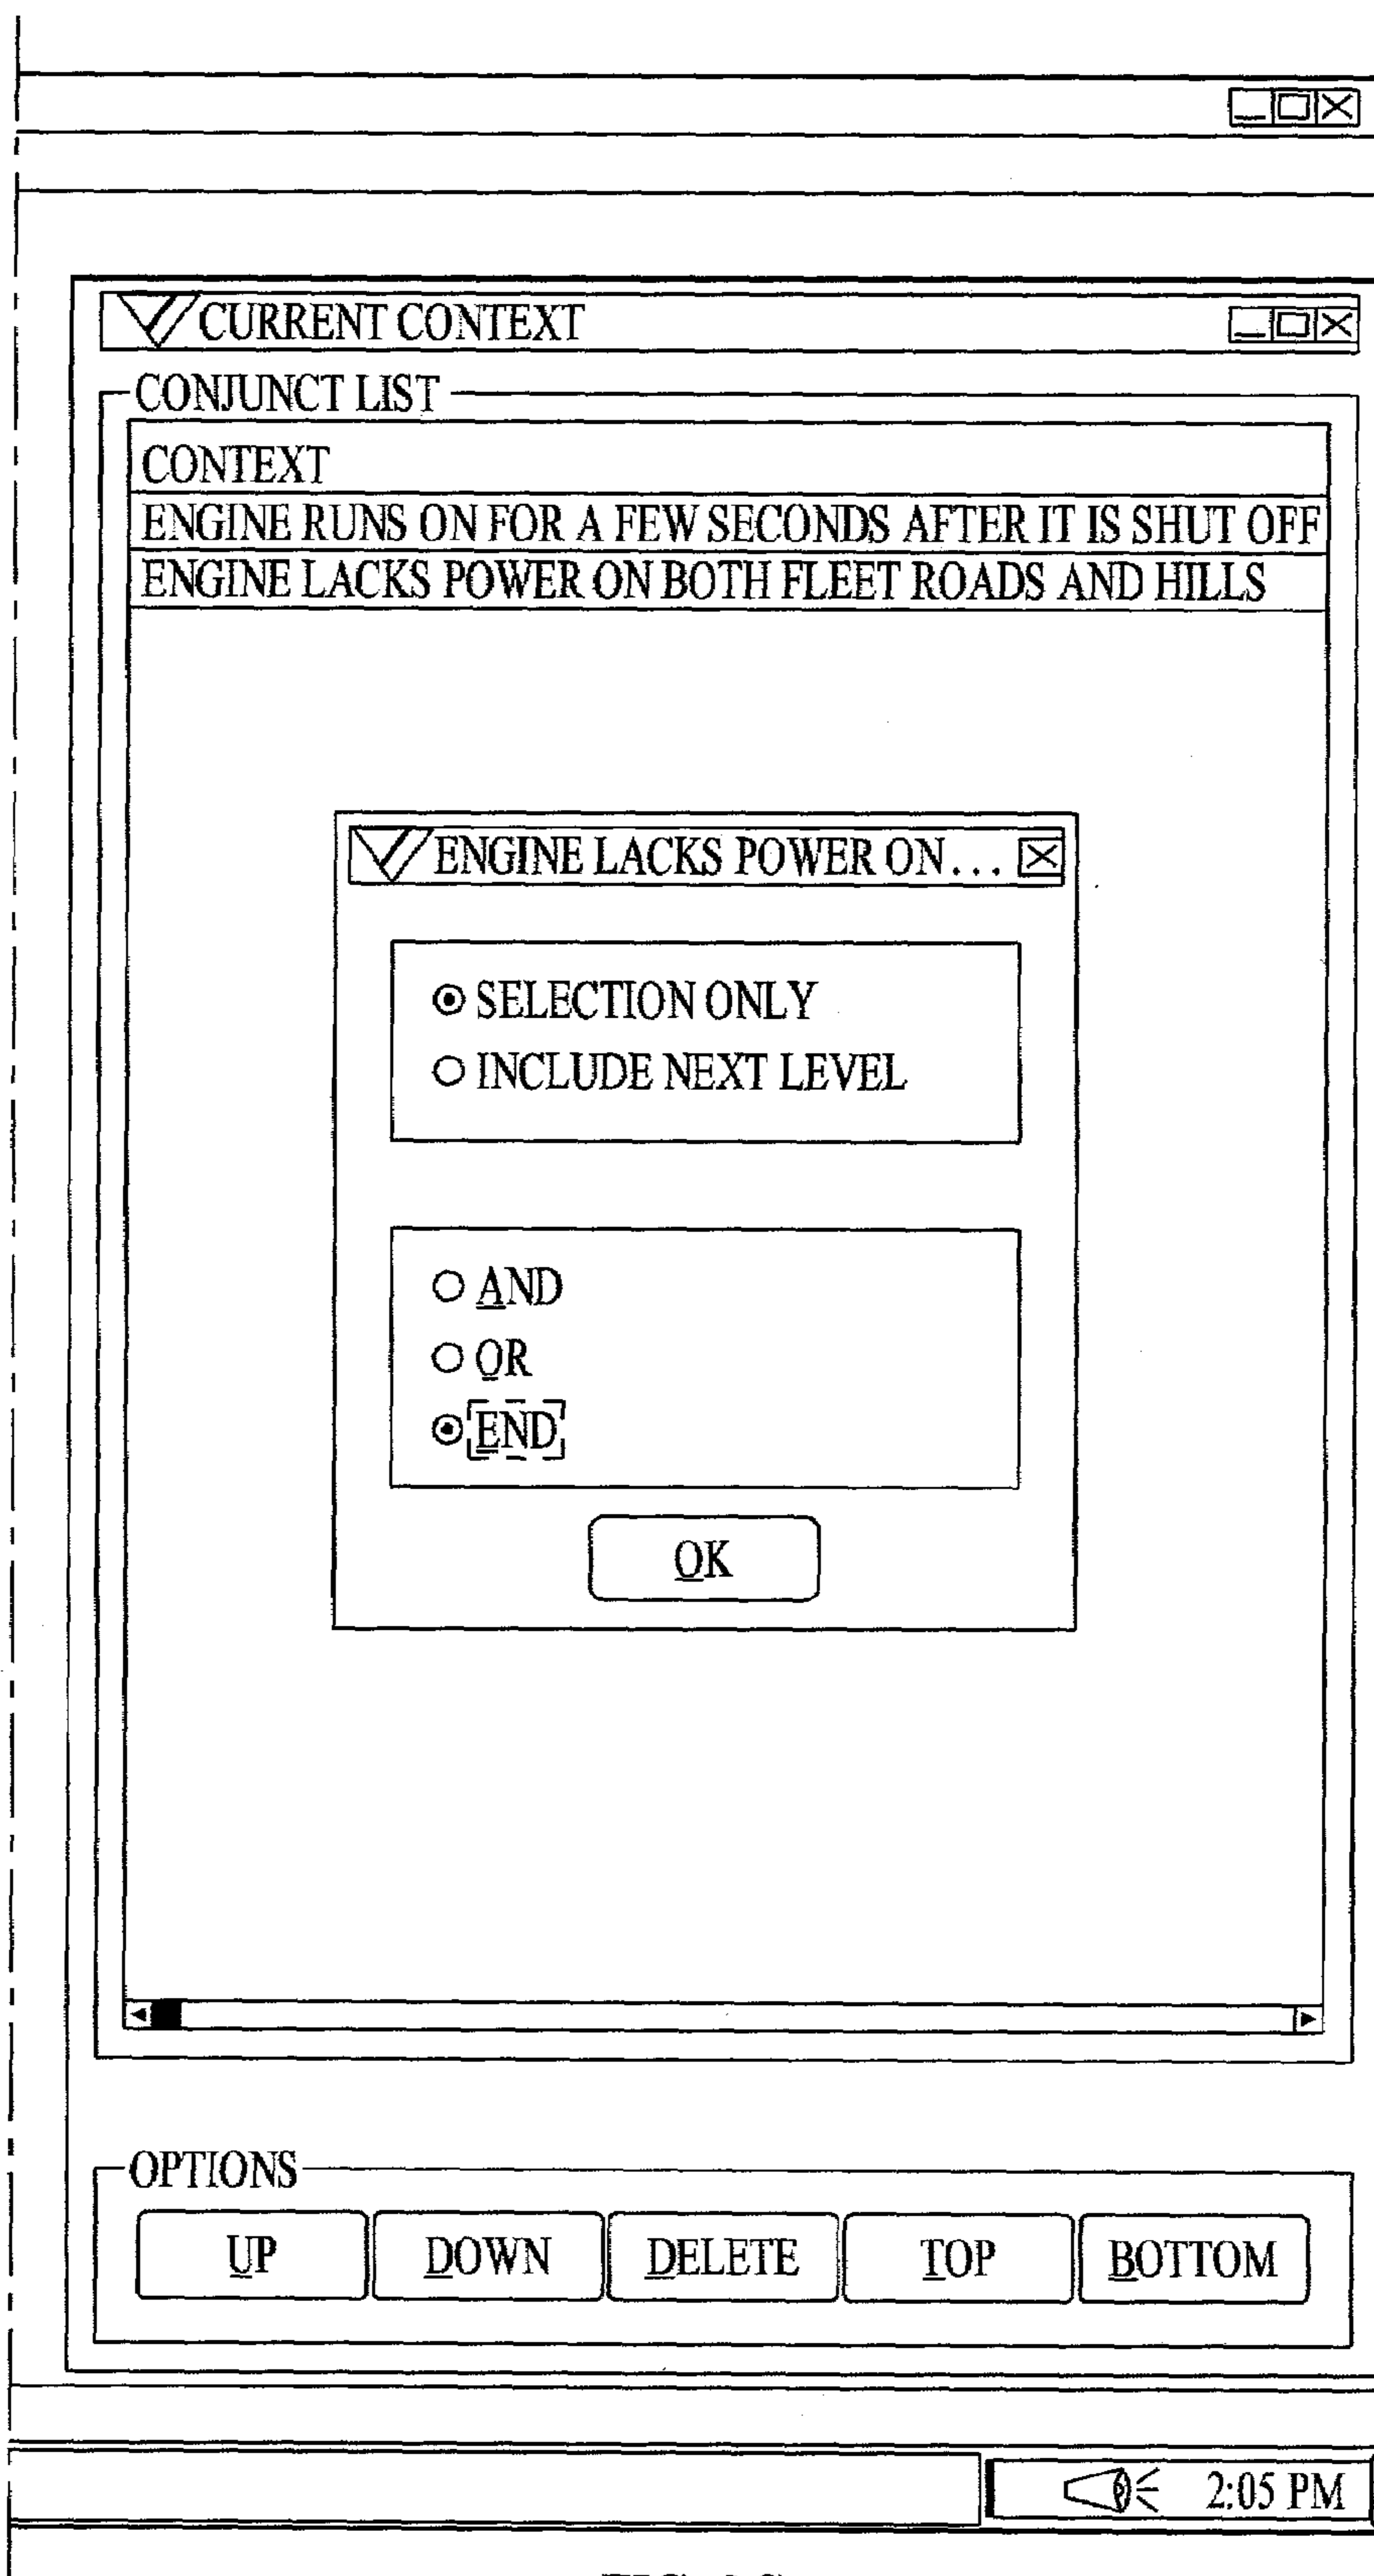 CURRENT CONTEXT
CONJUNCT LIST
CONTEXT
ENGINE RUNS ON FOR A FEW SECONDS AFTER IT IS SHUT OFF
ENGINE LACKS POWER ON BOTH FLEET ROADS AND HILLS
ENGINE LACKS POWER ON...
SELECTION ONLY
INCLUDE NEXT LEVEL
AND
OR
END
OK
OPTIONS
UP DOWN DELETE TOP BOTTOM
2:05 PM